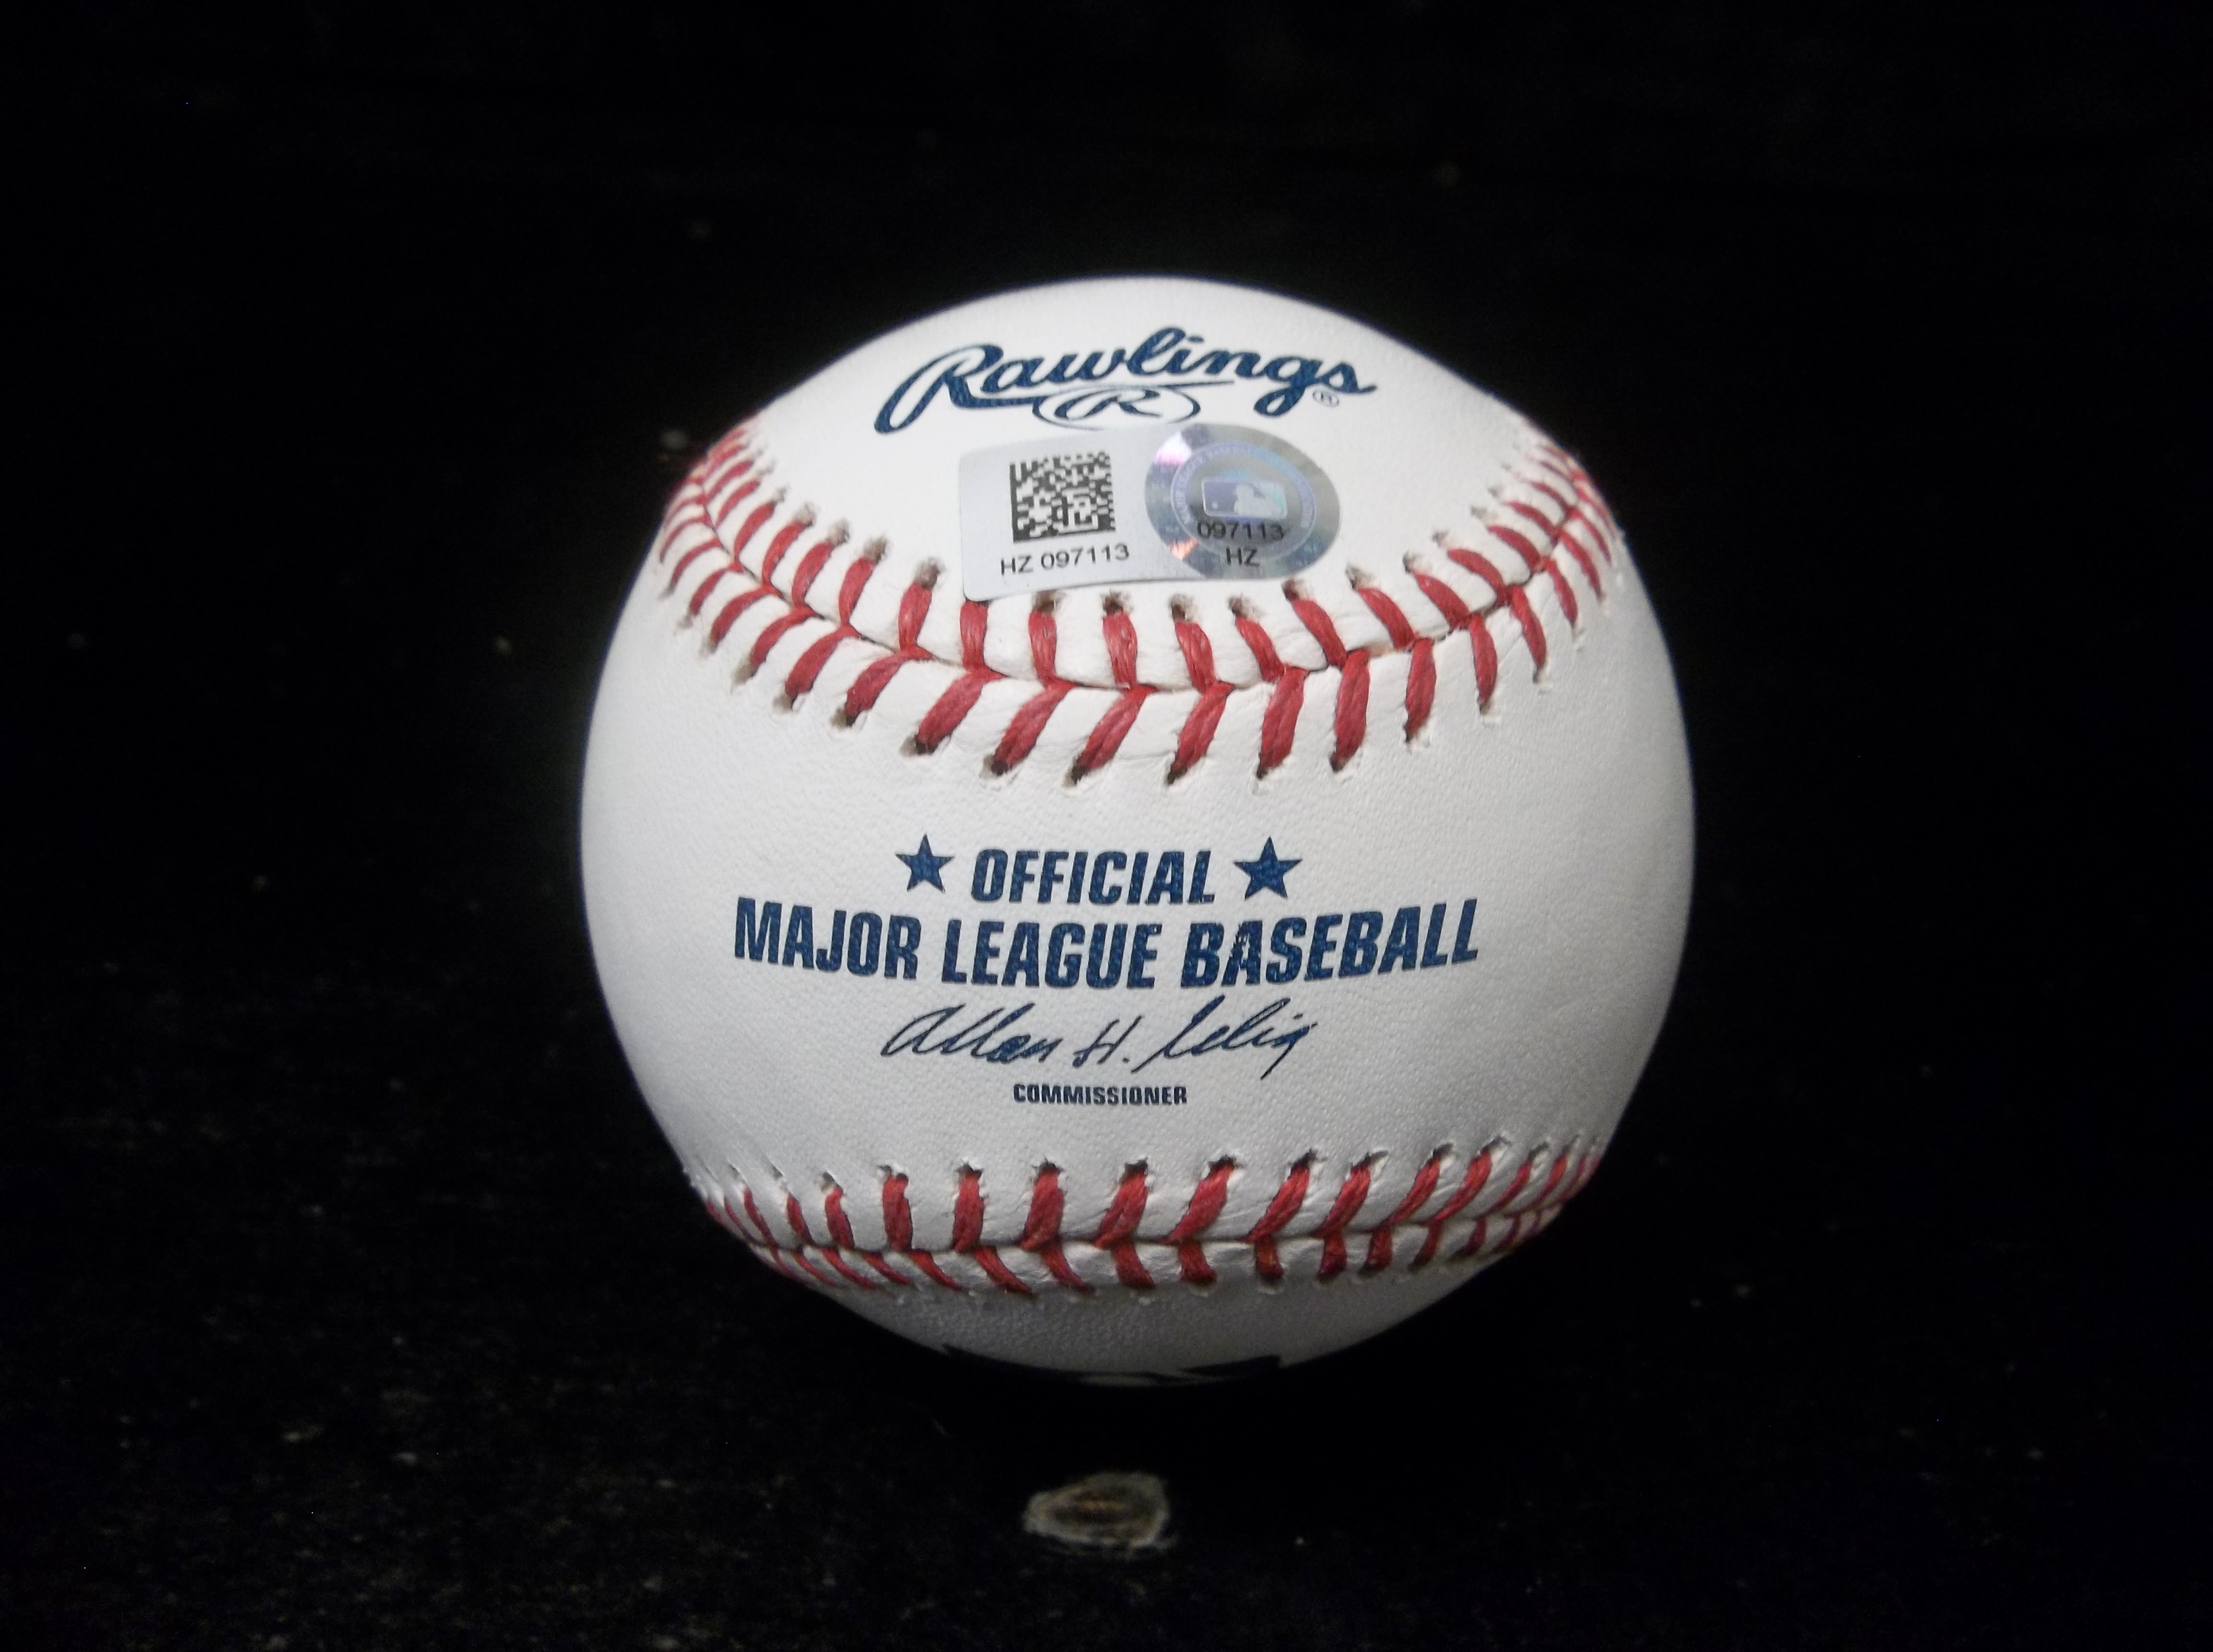 Rawlings®
R
HZ 097113
097113
HZ
★ OFFICIAL ★
MAJOR LEAGUE BASEBALL
Allan H. Selig
COMMISSIONER